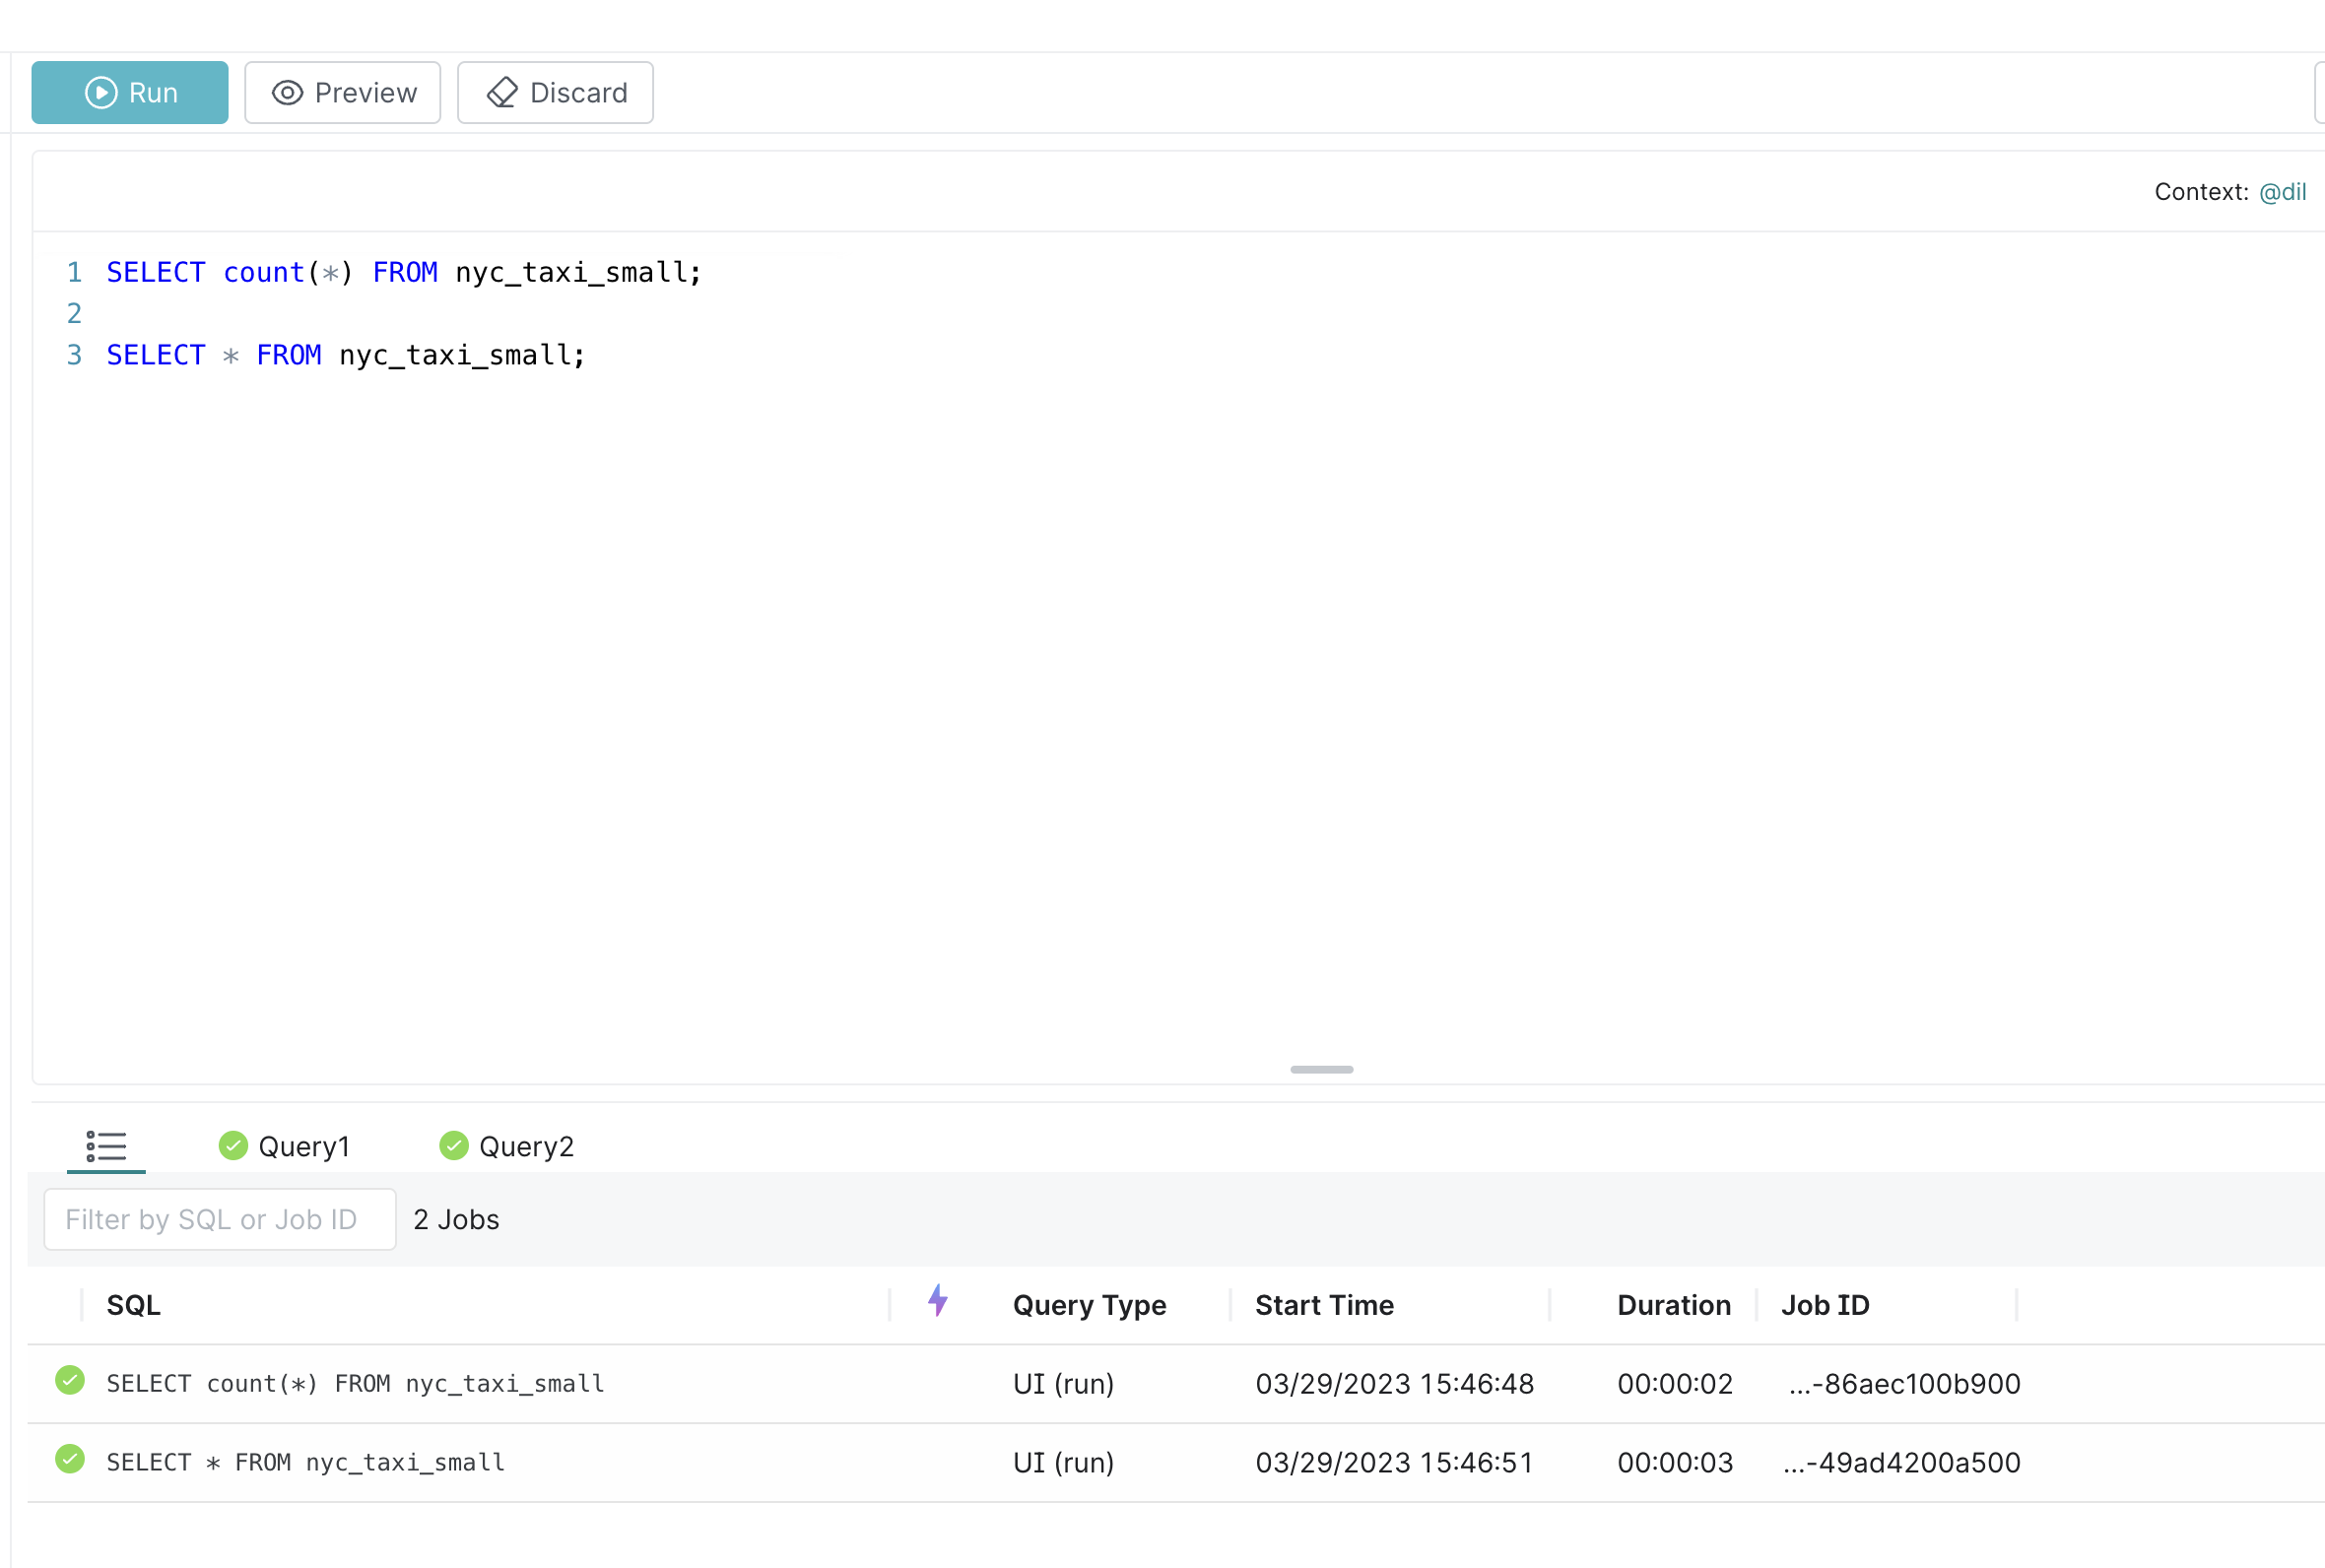 Run Preview Discard
Context: @dil
1 SELECT count(*) FROM nyc_taxi_small;
2
3 SELECT * FROM nyc_taxi_small;
Query1 Query2
Filter by SQL or Job ID 2 Jobs
SQL Query Type Start Time Duration Job ID
SELECT count(*) FROM nyc_taxi_small UI (run) 03/29/2023 15:46:48 00:00:02 ...-86aec100b900
SELECT * FROM nyc_taxi_small UI (run) 03/29/2023 15:46:51 00:00:03 ...-49ad4200a500